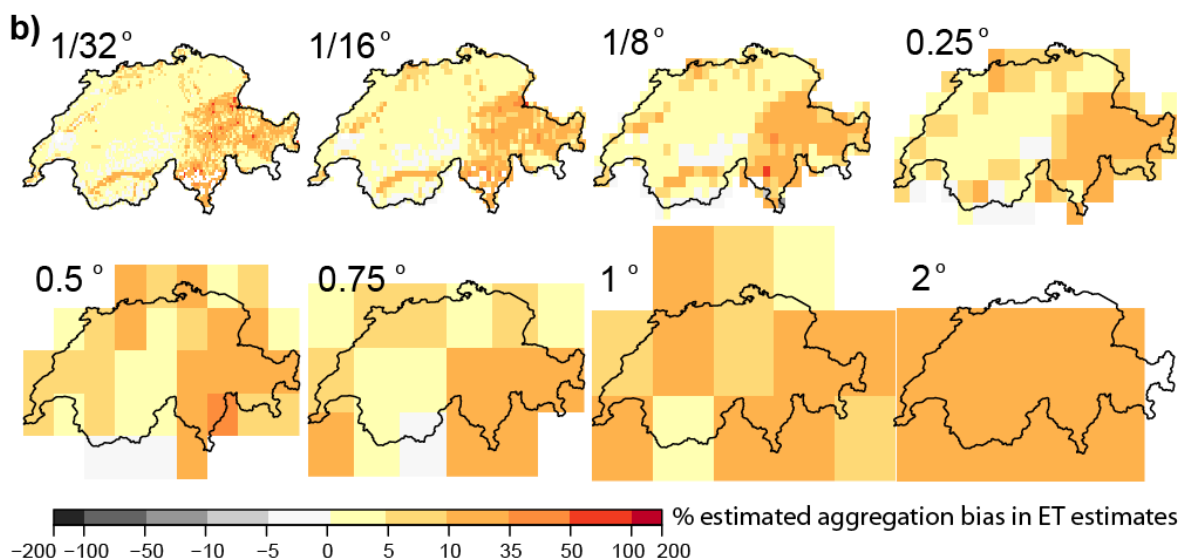 b)
1/32 °
1/16 °
1/8 °
0.25 °
0.5 °
0.75 °
1 °
2 °
−200 −100 −50 −10 −5 0 5 10 35 50 100 200
% estimated aggregation bias in ET estimates